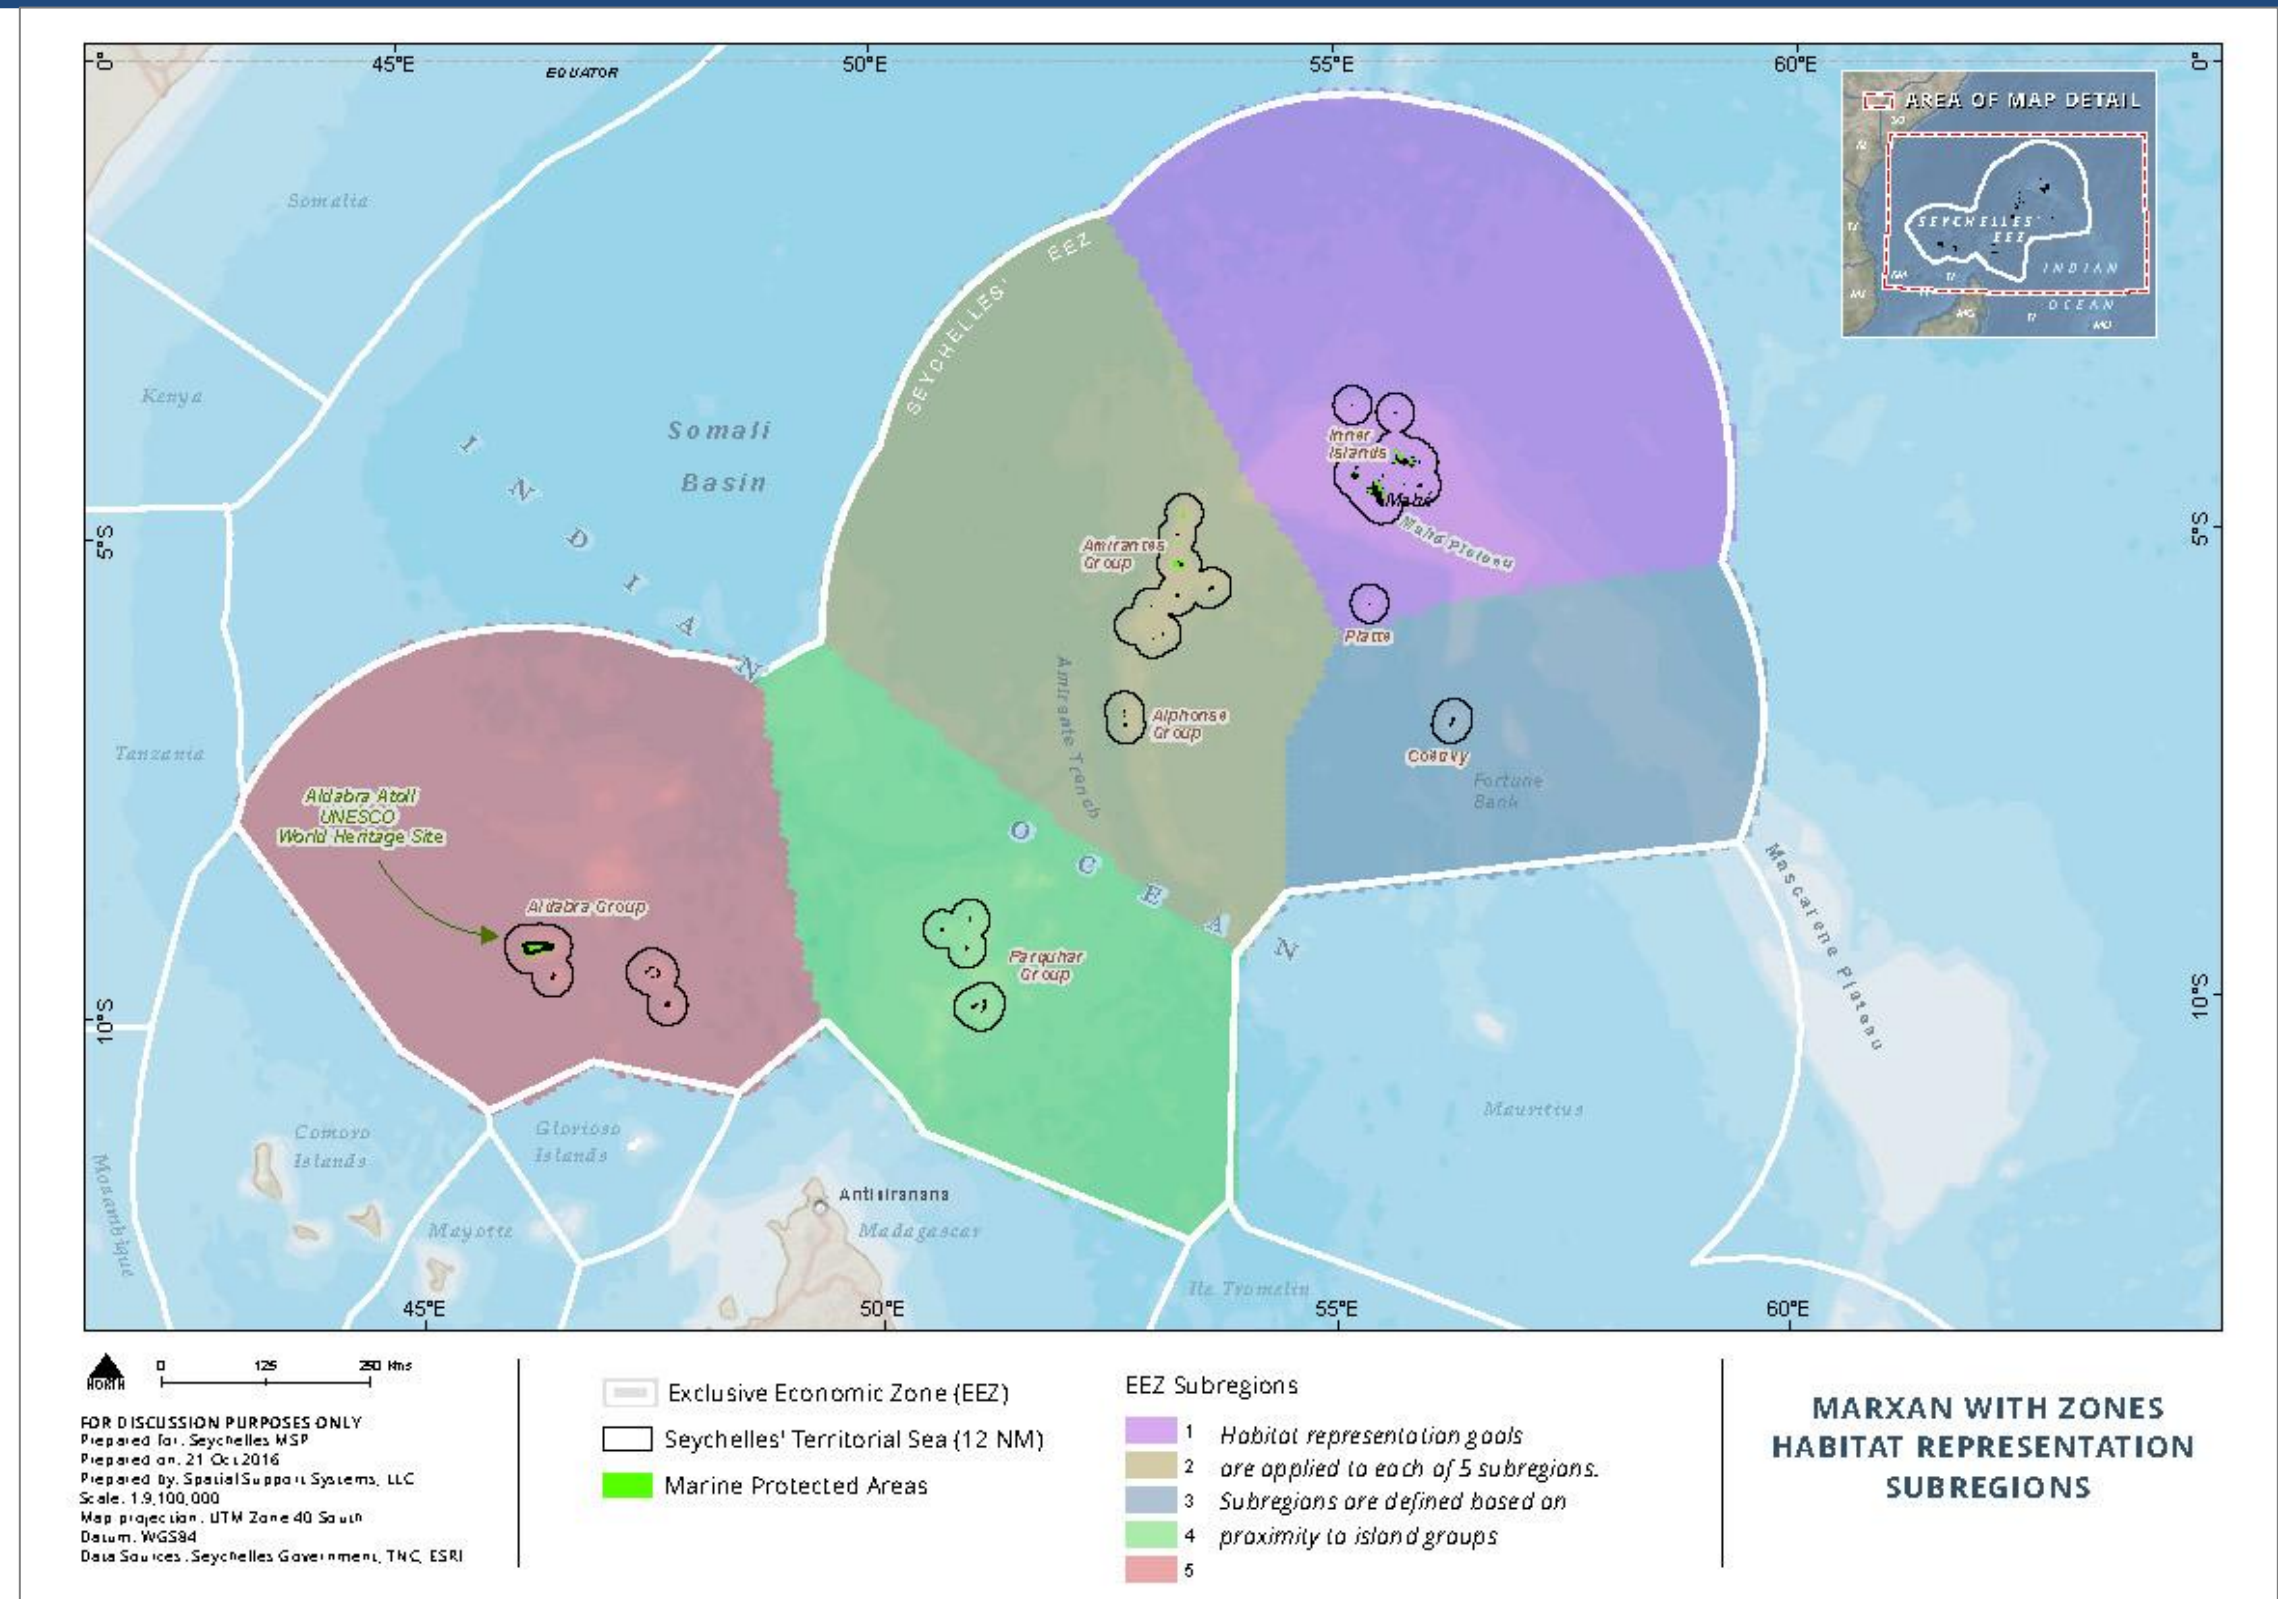 0°
45°E
EQUATOR
50°E
55°E
60°E
0°
AREA OF MAP DETAIL
SEYCHELLES'
EEZ
INDIAN
OCEAN
Somalia
SEYCHELLES' EEZ
Kenya
Somali
Basin
Inner
Islands
Mahé
Mahé Plateau
5°S
5°S
INDIAN
Amirantes
Group
Platte
Amirante Trench
Alphonse
Group
Coëtivy
Fortune
Bank
Tanzania
Aldabra Atoll
UNESCO
World Heritage Site
OCEAN
Mascarene Plateau
Aldabra Group
Farquhar
Group
10°S
10°S
Mauritius
Comoro
Islands
Glorioso
Islands
Mozambique
Antisiranana
Mayotte
Madagascar
Ile Tromelin
45°E
50°E
55°E
60°E
NORTH
0 125 250 Kms
FOR DISCUSSION PURPOSES ONLY
Prepared for: Seychelles MSP
Prepared on: 21 Oct 2016
Prepared by: Spatial Support Systems, LLC
Scale: 1:9,100,000
Map projection: UTM Zone 40 South
Datum: WGS84
Data Sources: Seychelles Government, TNC, ESRI
Exclusive Economic Zone (EEZ)
Seychelles' Territorial Sea (12 NM)
Marine Protected Areas
EEZ Subregions
1 Habitat representation goals
2 are applied to each of 5 subregions.
3 Subregions are defined based on
4 proximity to island groups
5
MARXAN WITH ZONES
HABITAT REPRESENTATION
SUBREGIONS